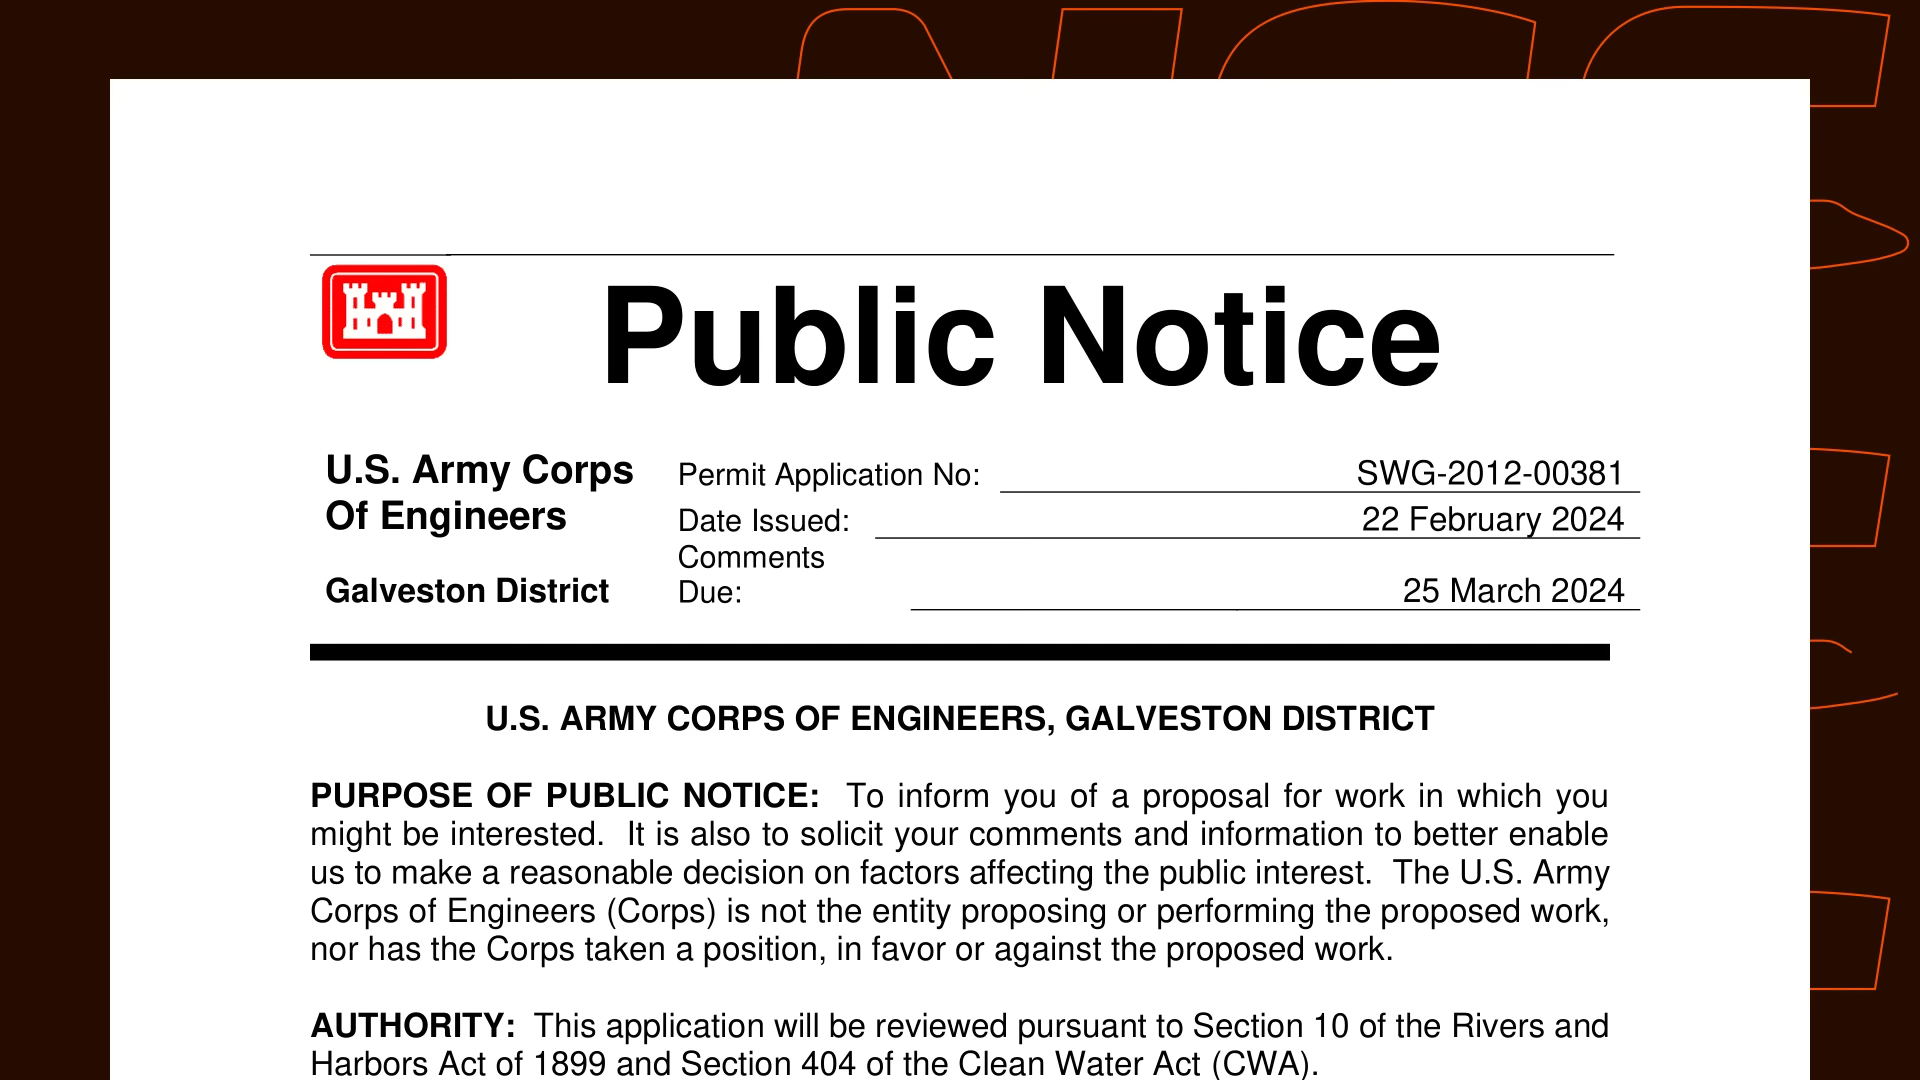 Public Notice
U.S. Army Corps
Of Engineers
Galveston District
Permit Application No: SWG-2012-00381
Date Issued: 22 February 2024
Comments
Due: 25 March 2024
U.S. ARMY CORPS OF ENGINEERS, GALVESTON DISTRICT
PURPOSE OF PUBLIC NOTICE: To inform you of a proposal for work in which you
might be interested. It is also to solicit your comments and information to better enable
us to make a reasonable decision on factors affecting the public interest. The U.S. Army
Corps of Engineers (Corps) is not the entity proposing or performing the proposed work,
nor has the Corps taken a position, in favor or against the proposed work.
AUTHORITY: This application will be reviewed pursuant to Section 10 of the Rivers and
Harbors Act of 1899 and Section 404 of the Clean Water Act (CWA).